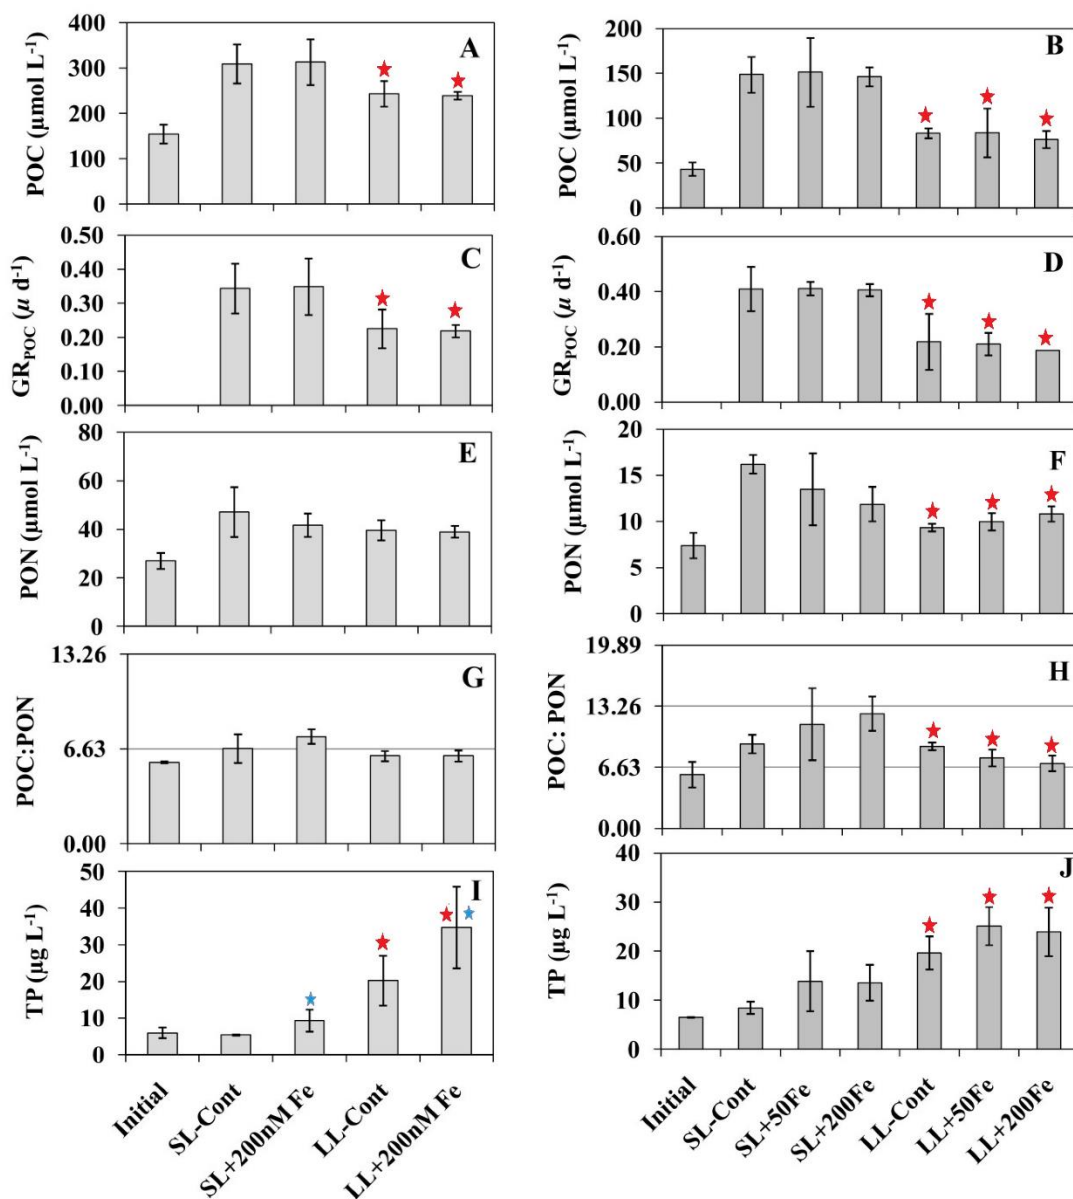 A
POC (µmol L-1)
400
300
200
100
0
B
POC (µmol L-1)
200
150
100
50
0
C
GRPOC (µ d-1)
0.50
0.40
0.30
0.20
0.10
0.00
D
GRPOC (µ d-1)
0.60
0.40
0.20
0.00
E
PON (µmol L-1)
80
60
40
20
0
F
PON (µmol L-1)
20
15
10
5
0
G
POC:PON
13.26
6.63
0.00
H
POC: PON
19.89
13.26
6.63
0.00
I
TP (µg L-1)
50
40
30
20
10
0
Initial
SL-Cont
SL+200nM Fe
LL-Cont
LL+200nM Fe
J
TP (µg L-1)
40
30
20
10
0
Initial
SL-Cont
SL+50Fe
SL+200Fe
LL-Cont
LL+50Fe
LL+200Fe